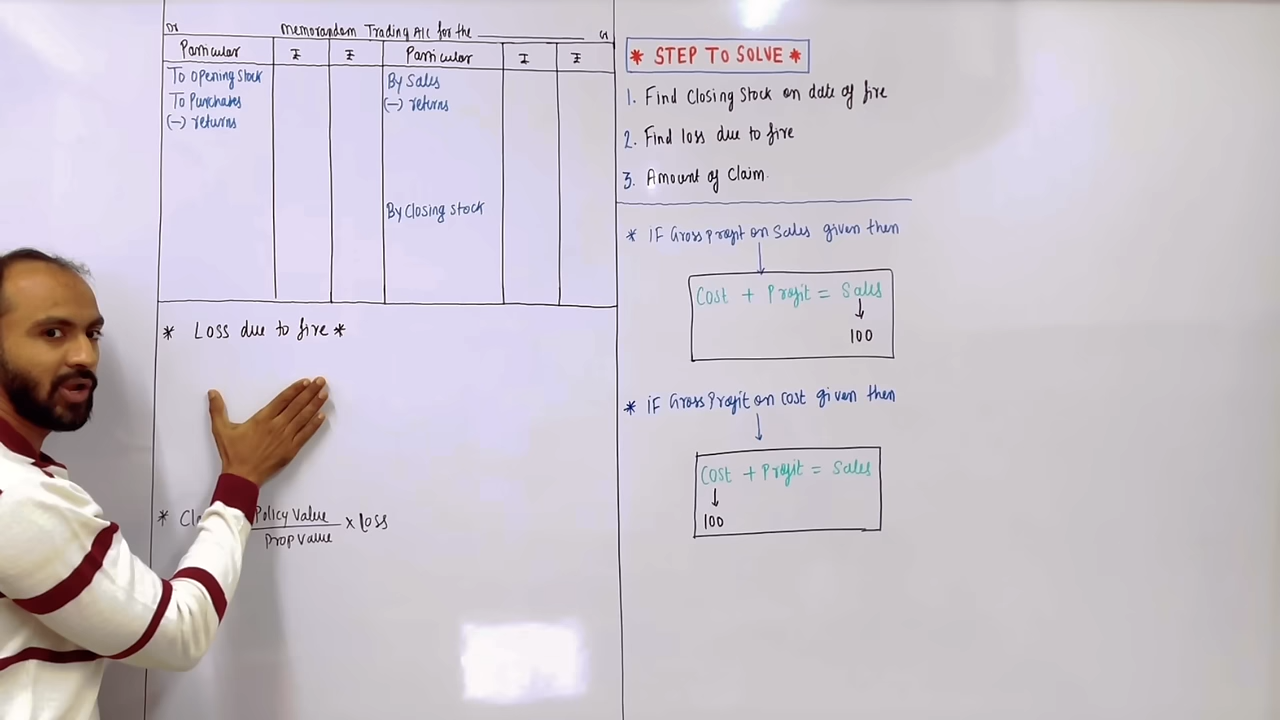 Dr Memorandom Trading A/C for the ____________ Cr
Particular ₹ ₹ Particular ₹ ₹
To Opening Stock
To Purchases
(-) returns
By Sales
(-) returns
By Closing Stock
* Loss due to fire *
* Cl
Policy Value
Prop Value
x Loss
* STEP TO SOLVE *
1. Find Closing Stock on date of fire
2. Find loss due to fire
3. Amount of Claim.
* IF Gross Profit on Sales given then
Cost + Profit = Sales
100
* IF Gross Profit on Cost given then
Cost + Profit = Sales
100